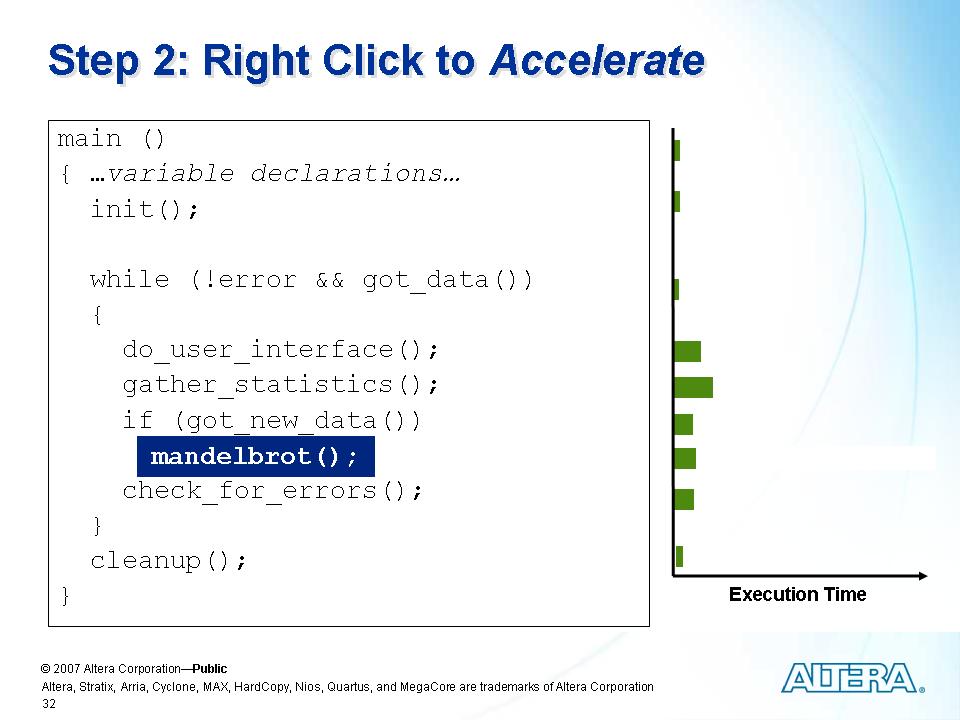 Step 2: Right Click to Accelerate
main ()
{ …variable declarations…
init();
while (!error && got_data())
{
do_user_interface();
gather_statistics();
if (got_new_data())
mandelbrot();
check_for_errors();
}
cleanup();
}
Execution Time
© 2007 Altera Corporation—Public
Altera, Stratix, Arria, Cyclone, MAX, HardCopy, Nios, Quartus, and MegaCore are trademarks of Altera Corporation
32
ALTERA®